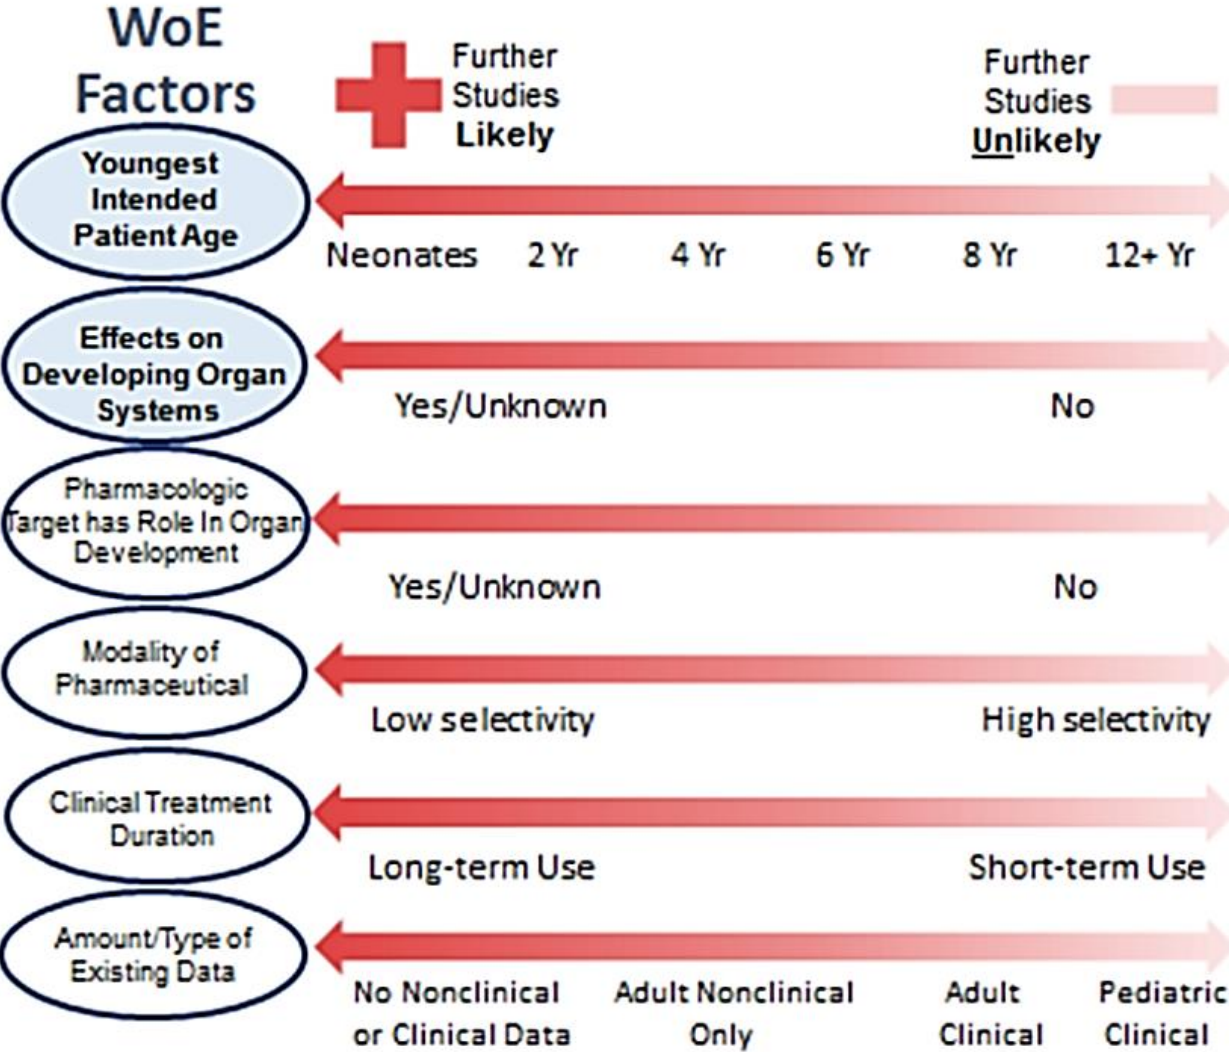 WoE
Factors
Further
Studies
Likely
Further
Studies
Unlikely
Youngest
Intended
Patient Age
Neonates 2 Yr 4 Yr 6 Yr 8 Yr 12+ Yr
Effects on
Developing Organ
Systems
Yes/Unknown No
Pharmacologic
Target has Role In Organ
Development
Yes/Unknown No
Modality of
Pharmaceutical
Low selectivity High selectivity
Clinical Treatment
Duration
Long-term Use Short-term Use
Amount/Type of
Existing Data
No Nonclinical
or Clinical Data
Adult Nonclinical
Only
Adult
Clinical
Pediatric
Clinical